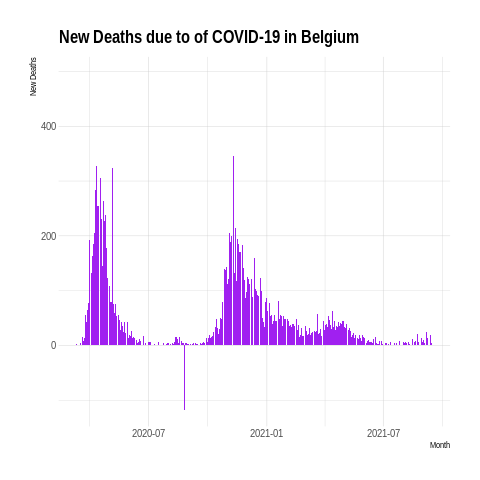 New Deaths due to of COVID-19 in Belgium
New Deaths
400
200
0
2020-07
2021-01
2021-07
Month